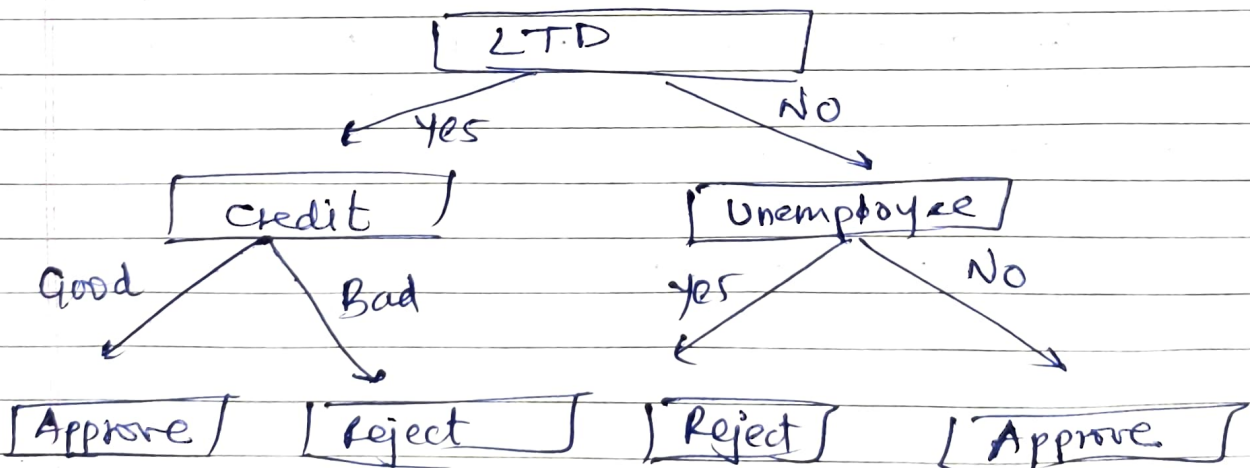 LTD
Yes NO
Credit Unemployee
Good Bad Yes No
Approve Reject Reject Approve